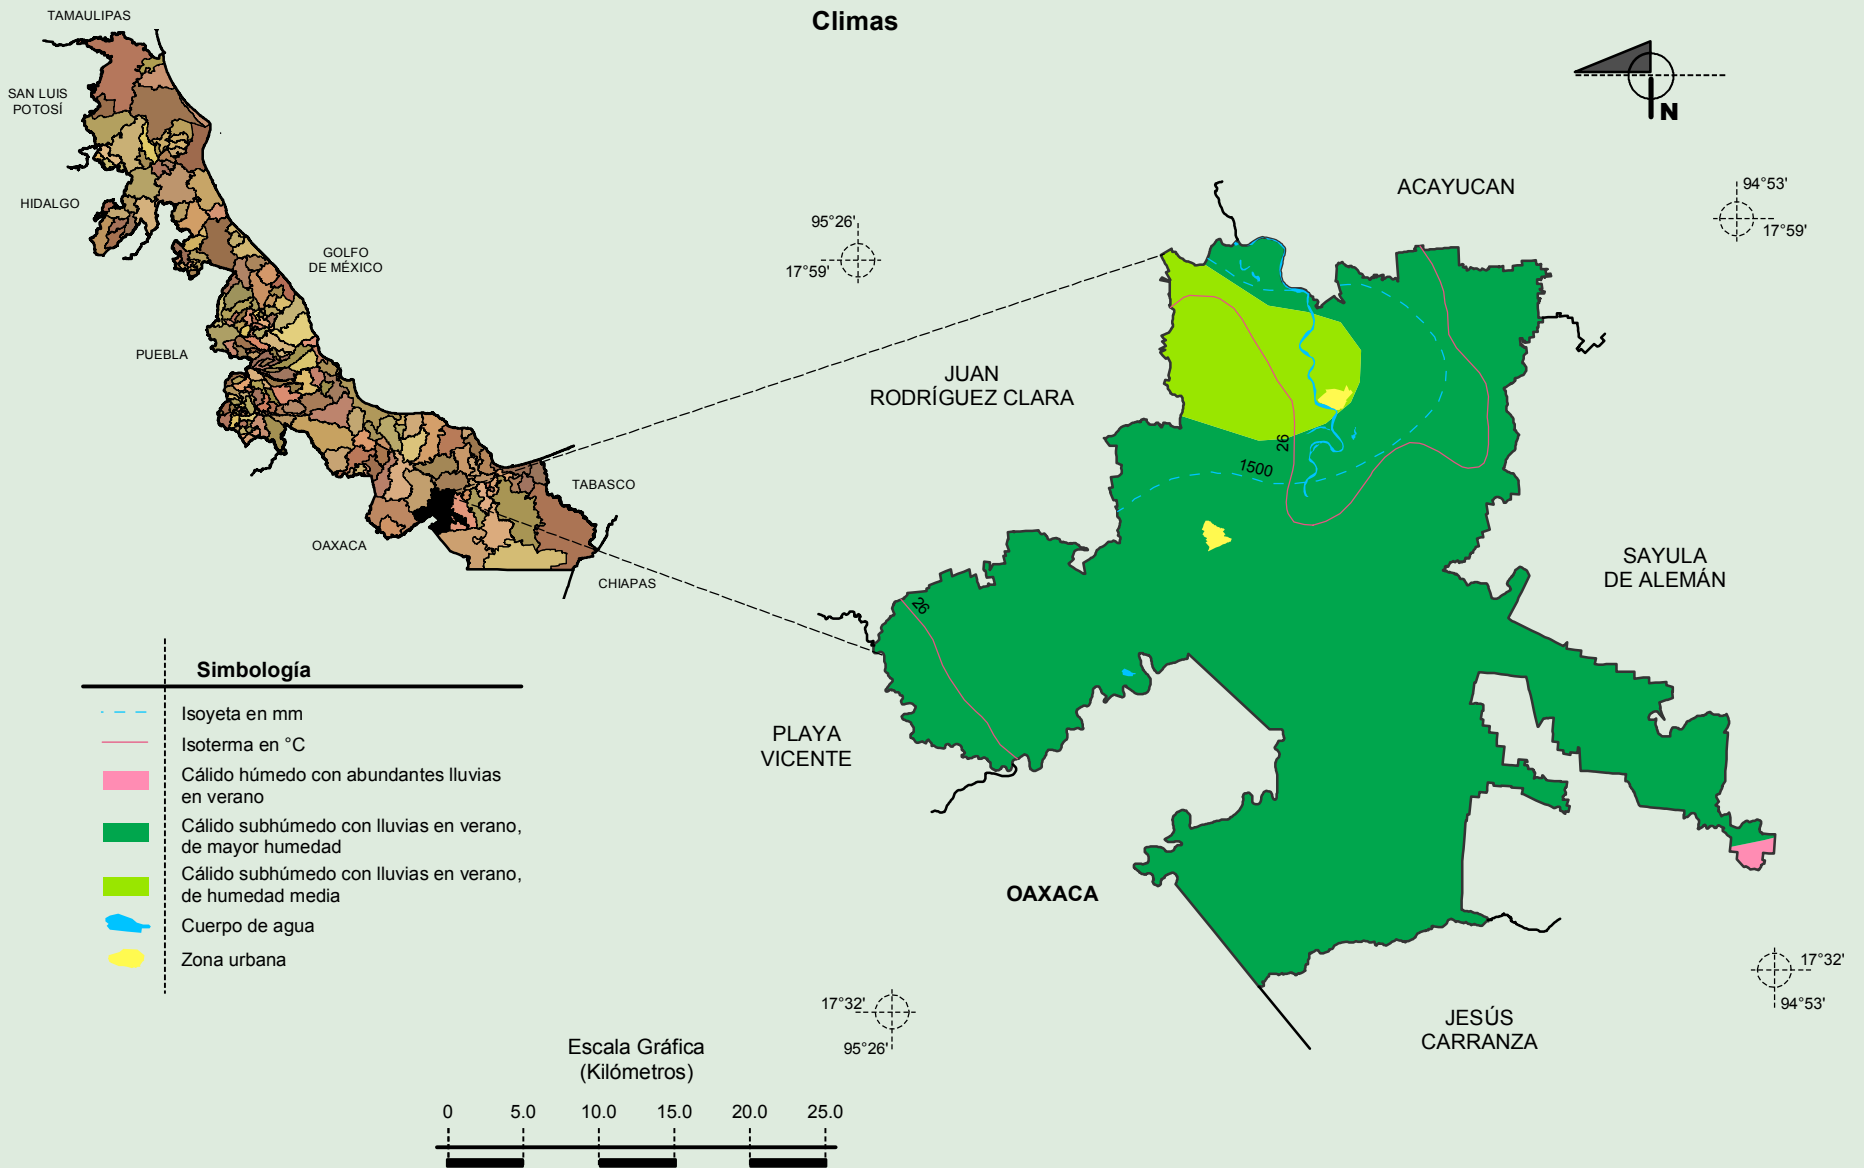 Climas
TAMAULIPAS
SAN LUIS
POTOSÍ
HIDALGO
GOLFO
DE MÉXICO
PUEBLA
TABASCO
OAXACA
CHIAPAS
N
ACAYUCAN
94°53'
17°59'
95°26'
17°59'
JUAN
RODRÍGUEZ CLARA
26
1500
SAYULA
DE ALEMÁN
26
PLAYA
VICENTE
OAXACA
JESÚS
CARRANZA
17°32'
94°53'
17°32'
95°26'
Simbología
Isoyeta en mm
Isoterma en °C
Cálido húmedo con abundantes lluvias
en verano
Cálido subhúmedo con lluvias en verano,
de mayor humedad
Cálido subhúmedo con lluvias en verano,
de humedad media
Cuerpo de agua
Zona urbana
Escala Gráfica
(Kilómetros)
0 5.0 10.0 15.0 20.0 25.0